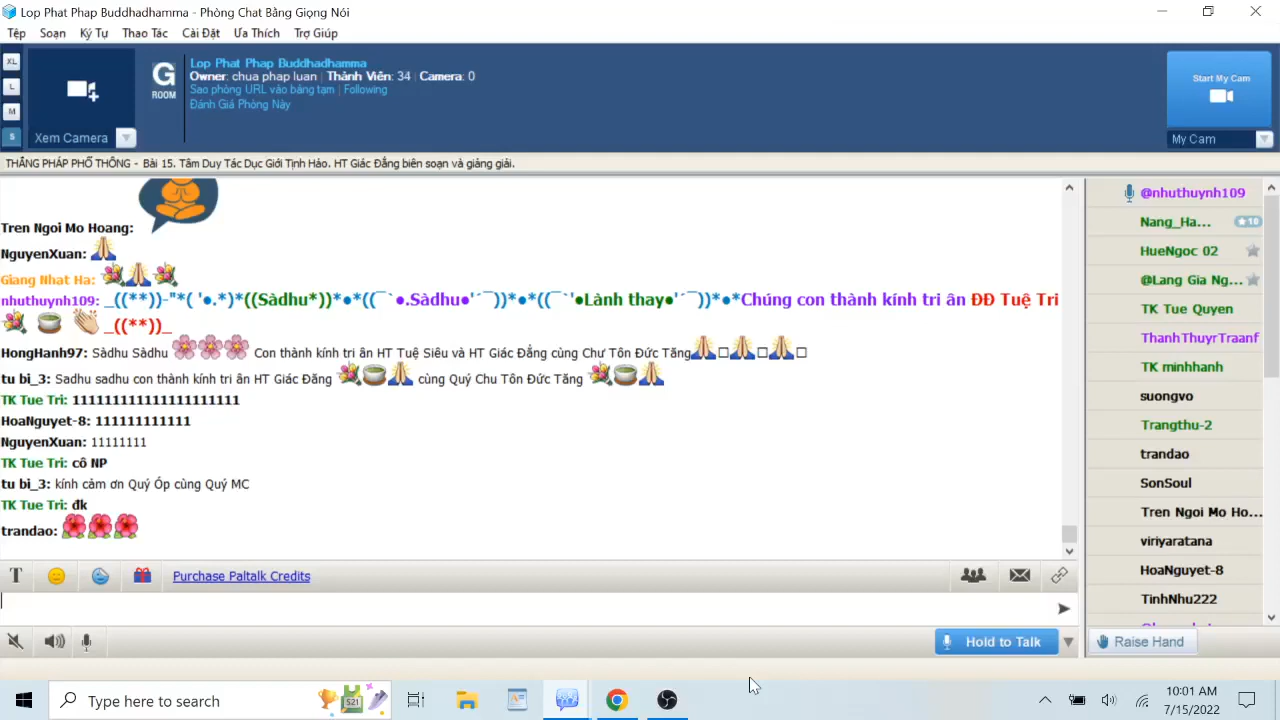 Lop Phat Phap Buddhadhamma - Phòng Chat Bằng Giọng Nói
Tệp Soạn Ký Tự Thao Tác Cài Đặt Ưa Thích Trợ Giúp
XL
L
M
S
Xem Camera
G
ROOM
Lop Phat Phap Buddhadhamma
Owner: chua phap luan | Thành Viên: 34 | Camera: 0
Sao phòng URL vào bảng tạm | Following
Đánh Giá Phòng Này
Start My Cam
My Cam
THẮNG PHÁP PHỔ THÔNG - Bài 15. Tâm Duy Tác Dục Giới Tịnh Hảo. HT Giác Đẳng biên soạn và giảng giải.
Tren Ngoi Mo Hoang:
NguyenXuan:
Giang Nhat Ha:
nhuthuynh109: _((**))-"*( '●.*)*((Sàdhu*))*●*((¯`●.Sàdhu●'´¯))*●*((¯`'●Lành thay●'´¯))*●*Chúng con thành kính tri ân ĐĐ Tuệ Tri
_((**))_
HongHanh97: Sàdhu Sàdhu Con thành kính tri ân HT Tuệ Siêu và HT Giác Đẳng cùng Chư Tôn Đức Tăng
tu bi_3: Sadhu sadhu con thành kính tri ân HT Giác Đăng cùng Quý Chu Tôn Đức Tăng
TK Tue Tri: 111111111111111111111
HoaNguyet-8: 111111111111
NguyenXuan: 11111111
TK Tue Tri: cô NP
tu bi_3: kính cảm ơn Quý Óp cùng Quý MC
TK Tue Tri: đk
trandao:
@nhuthuynh109
Nang_Ha... 10
HueNgoc 02
@Lang Gia Ng...
TK Tue Quyen
ThanhThuyrTraanf
TK minhhanh
suongvo
Trangthu-2
trandao
SonSoul
Tren Ngoi Mo Ho...
viriyaratana
HoaNguyet-8
TinhNhu222
T Purchase Paltalk Credits
Hold to Talk
Raise Hand
Type here to search
521
10:01 AM
7/15/2022